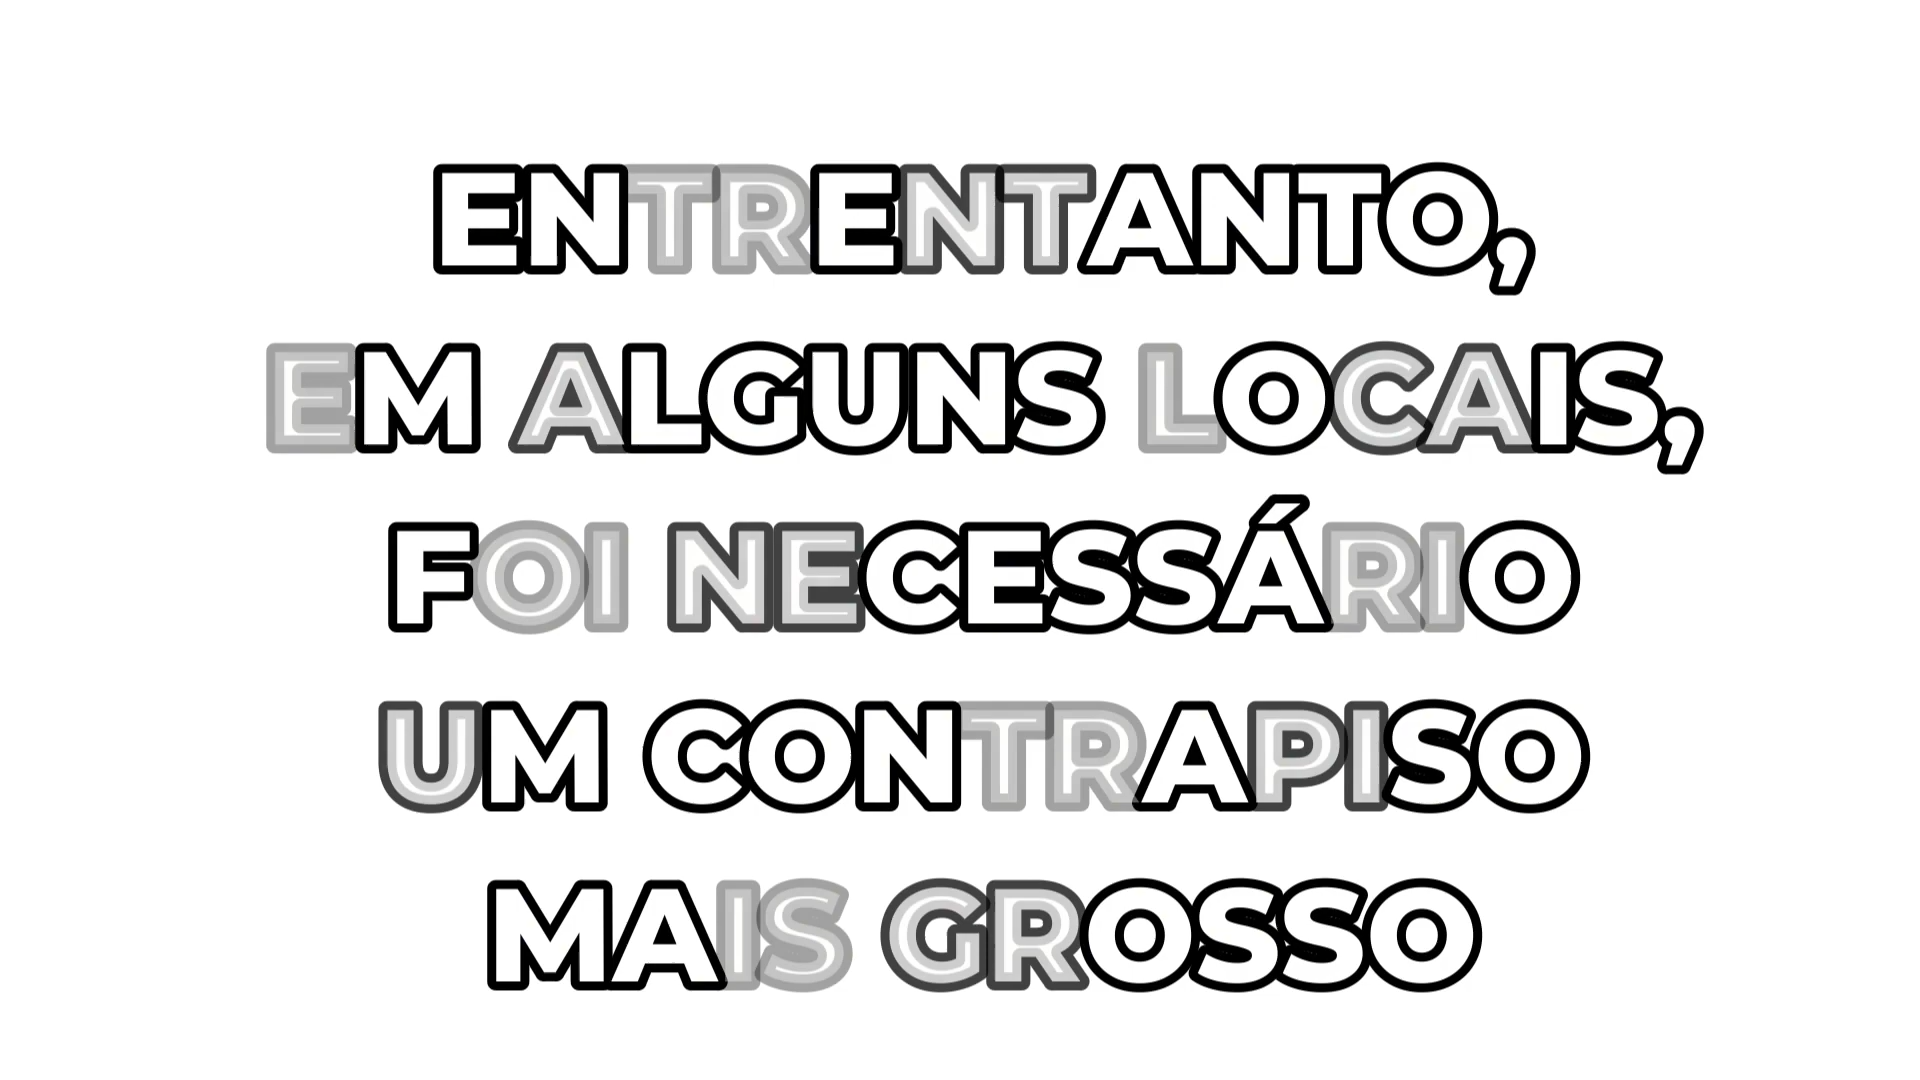 ENTRENTANTO,
EM ALGUNS LOCAIS,
FOI NECESSÁRIO
UM CONTRAPISO
MAIS GROSSO